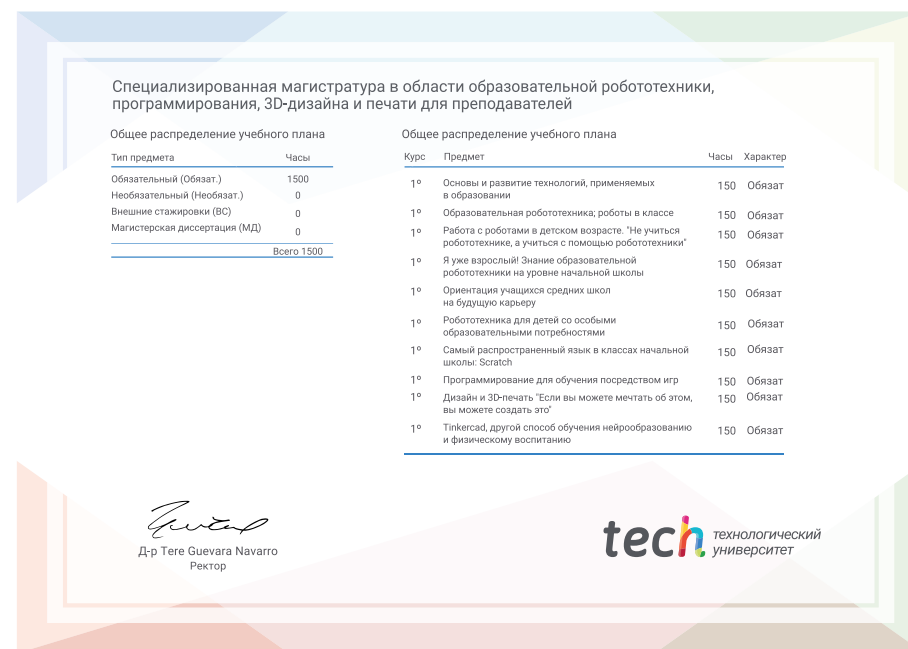 Специализированная магистратура в области образовательной робототехники,
программирования, 3D-дизайна и печати для преподавателей
Общее распределение учебного плана
Тип предмета Часы
Обязательный (Обязат.) 1500
Необязательный (Необязат.) 0
Внешние стажировки (ВС) 0
Магистерская диссертация (МД) 0
Всего 1500
Общее распределение учебного плана
Курс Предмет Часы Характер
1º Основы и развитие технологий, применяемых
в образовании 150 Обязат
1º Образовательная робототехника; роботы в классе 150 Обязат
1º Работа с роботами в детском возрасте. "Не учиться
робототехнике, а учиться с помощью робототехники" 150 Обязат
1º Я уже взрослый! Знание образовательной
робототехники на уровне начальной школы 150 Обязат
1º Ориентация учащихся средних школ
на будущую карьеру 150 Обязат
1º Робототехника для детей со особыми
образовательными потребностями 150 Обязат
1º Самый распространенный язык в классах начальной
школы: Scratch 150 Обязат
1º Программирование для обучения посредством игр 150 Обязат
1º Дизайн и 3D-печать "Если вы можете мечтать об этом,
вы можете создать это" 150 Обязат
1º Tinkercad, другой способ обучения нейрообразованию
и физическому воспитанию 150 Обязат
Д-р Tere Guevara Navarro
Ректор
tech технологический
университет